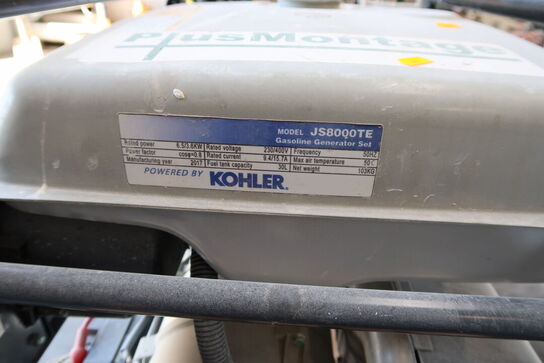 PlusMontage
MODEL JS8000TE
Gasoline Generator Set
Rated power 6.5/3.6KW Rated voltage 230/400V Frequency 50HZ
Power factor cosφ=0.8 Rated current 9.4/15.7A Max air temperature 50℃
Manufacturing year 2017 Fuel tank capacity 30L Net weight 103KG
POWERED BY KOHLER.